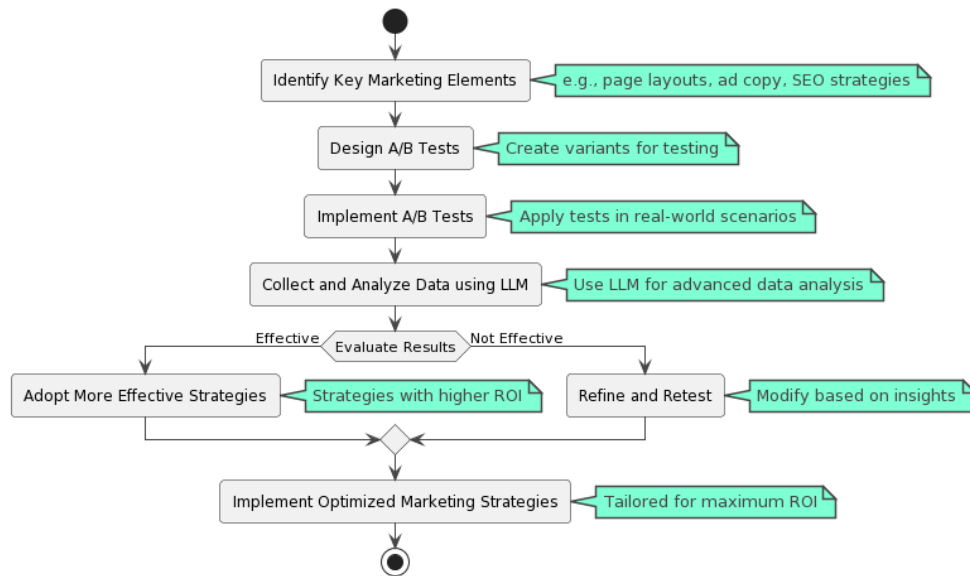 Identify Key Marketing Elements
e.g., page layouts, ad copy, SEO strategies
Design A/B Tests
Create variants for testing
Implement A/B Tests
Apply tests in real-world scenarios
Collect and Analyze Data using LLM
Use LLM for advanced data analysis
Effective
Evaluate Results
Not Effective
Adopt More Effective Strategies
Strategies with higher ROI
Refine and Retest
Modify based on insights
Implement Optimized Marketing Strategies
Tailored for maximum ROI